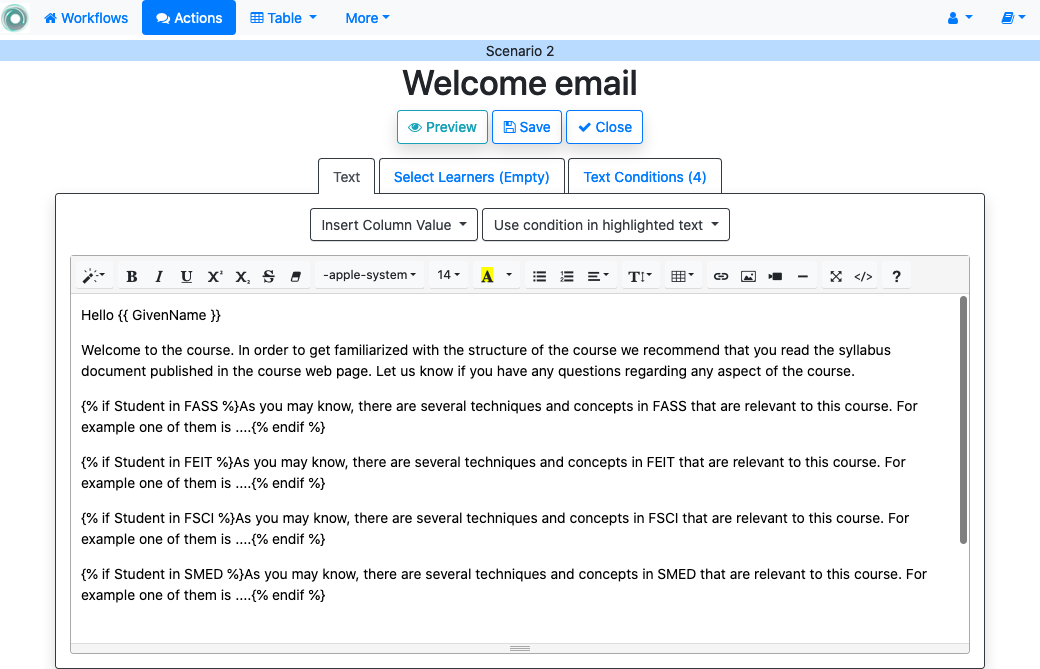 Workflows Actions Table More
Scenario 2
Welcome email
Preview Save Close
Text Select Learners (Empty) Text Conditions (4)
Insert Column Value Use condition in highlighted text
B I U X² X₂ S -apple-system 14 A T </> ?
Hello {{ GivenName }}
Welcome to the course. In order to get familiarized with the structure of the course we recommend that you read the syllabus
document published in the course web page. Let us know if you have any questions regarding any aspect of the course.
{% if Student in FASS %}As you may know, there are several techniques and concepts in FASS that are relevant to this course. For
example one of them is ....{% endif %}
{% if Student in FEIT %}As you may know, there are several techniques and concepts in FEIT that are relevant to this course. For
example one of them is ....{% endif %}
{% if Student in FSCI %}As you may know, there are several techniques and concepts in FSCI that are relevant to this course. For
example one of them is ....{% endif %}
{% if Student in SMED %}As you may know, there are several techniques and concepts in SMED that are relevant to this course. For
example one of them is ....{% endif %}